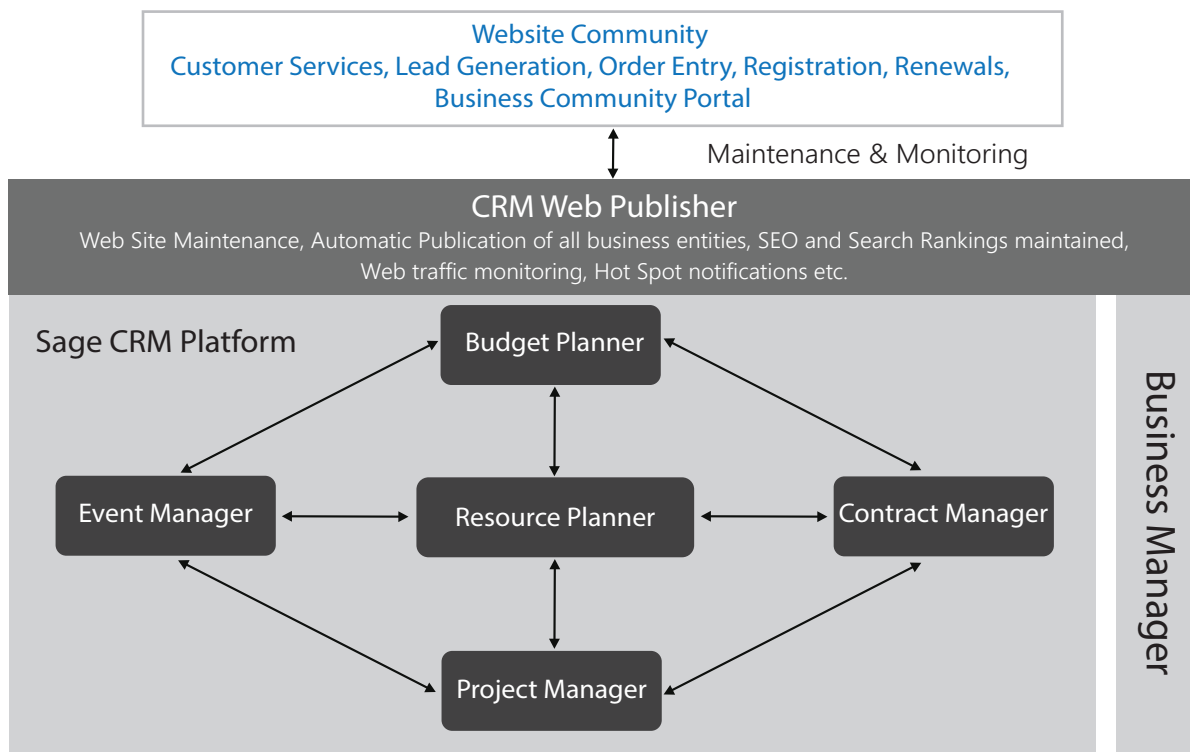 Website Community
Customer Services, Lead Generation, Order Entry, Registration, Renewals,
Business Community Portal
Maintenance & Monitoring
CRM Web Publisher
Web Site Maintenance, Automatic Publication of all business entities, SEO and Search Rankings maintained,
Web traffic monitoring, Hot Spot notifications etc.
Sage CRM Platform
Budget Planner
Event Manager
Resource Planner
Contract Manager
Project Manager
Business Manager